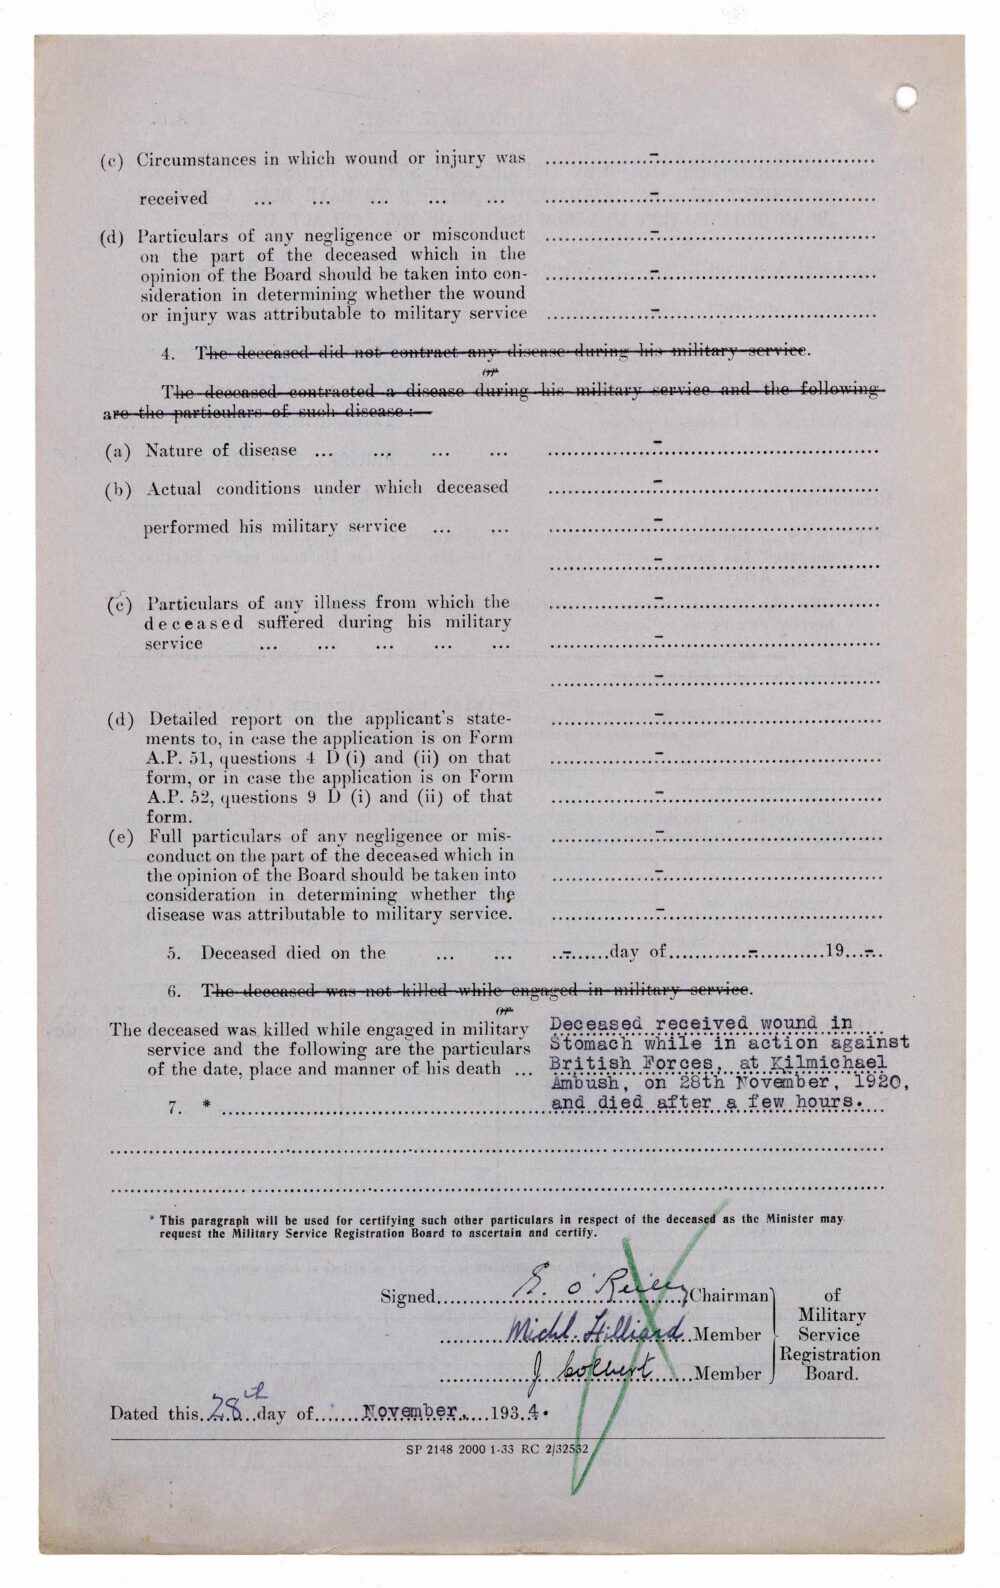 (c) Circumstances in which wound or injury was ..........-..........
received ... ... ... ... ... ..........-..........
(d) Particulars of any negligence or misconduct ..........-..........
on the part of the deceased which in the
opinion of the Board should be taken into con- ..........-..........
sideration in determining whether the wound
or injury was attributable to military service ..........-..........
4. The deceased did not contract any disease during his military service.
or
The deceased contracted a disease during his military service and the following
are the particulars of such disease:—
(a) Nature of disease ... ... ... ... ..........-..........
(b) Actual conditions under which deceased ..........-..........
performed his military service ... ... ..........-..........
..........-..........
(c) Particulars of any illness from which the ..........-..........
deceased suffered during his military
service ... ... ... ... ... ..........-..........
..........-..........
(d) Detailed report on the applicant's state- ..........-..........
ments to, in case the application is on Form
A.P. 51, questions 4 D (i) and (ii) on that ..........-..........
form, or in case the application is on Form
A.P. 52, questions 9 D (i) and (ii) of that ..........-..........
form.
(e) Full particulars of any negligence or mis- ..........-..........
conduct on the part of the deceased which in
the opinion of the Board should be taken into ..........-..........
consideration in determining whether the
disease was attributable to military service. ..........-..........
5. Deceased died on the ... ... ..-......day of............-..........19...-..
6. The deceased was not killed while engaged in military service.
or
The deceased was killed while engaged in military Deceased received wound in
service and the following are the particulars Stomach while in action against
of the date, place and manner of his death ... British Forces, at Kilmichael
Ambush, on 28th November, 1920,
7. * .......... and died after a few hours.
* This paragraph will be used for certifying such other particulars in respect of the deceased as the Minister may
request the Military Service Registration Board to ascertain and certify.
Signed.......... E. O'Reilly Chairman of
Military
.......... Michl. Hilliard Member Service
Registration
.......... J Colbert Member Board.
Dated this 28th day of November, 1934.
SP 2148 2000 1-33 RC 2/32532